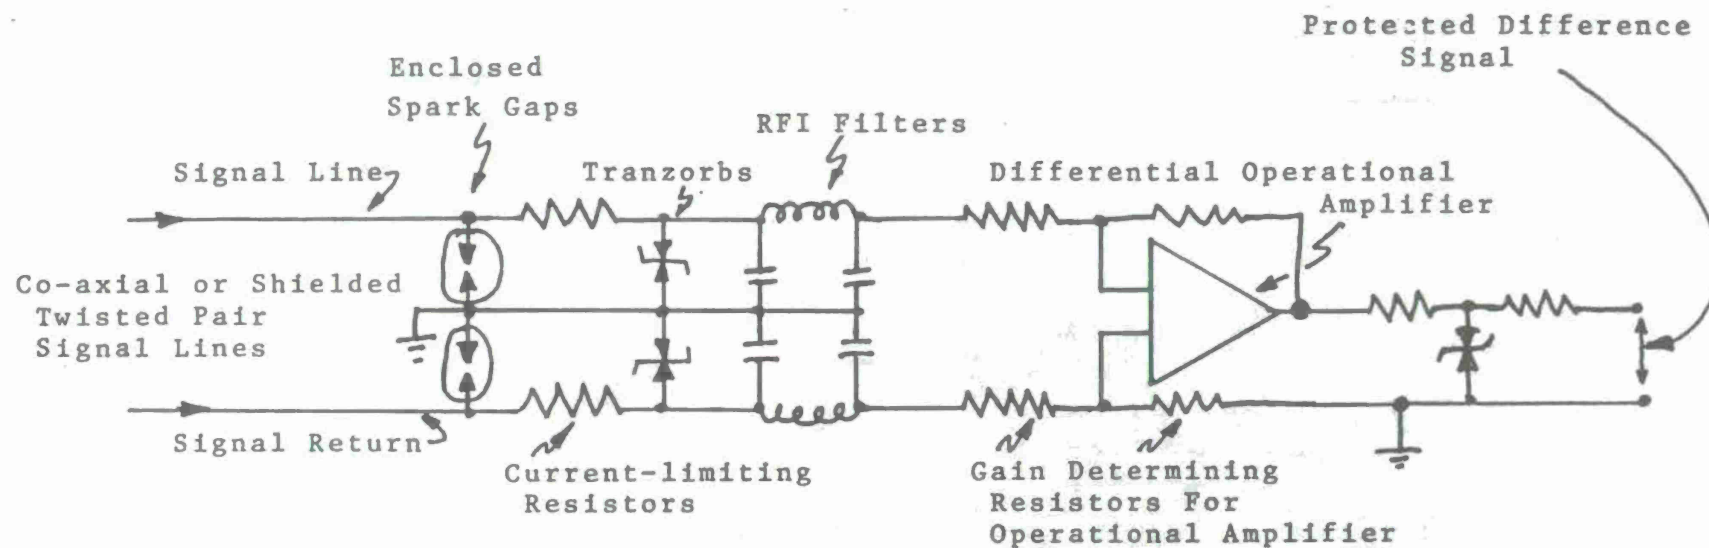 Protected Difference
Signal
Enclosed
Spark Gaps
RFI Filters
Signal Line
Tranzorbs
Differential Operational
Amplifier
Co-axial or Shielded
Twisted Pair
Signal Lines
Signal Return
Current-limiting
Resistors
Gain Determining
Resistors For
Operational Amplifier